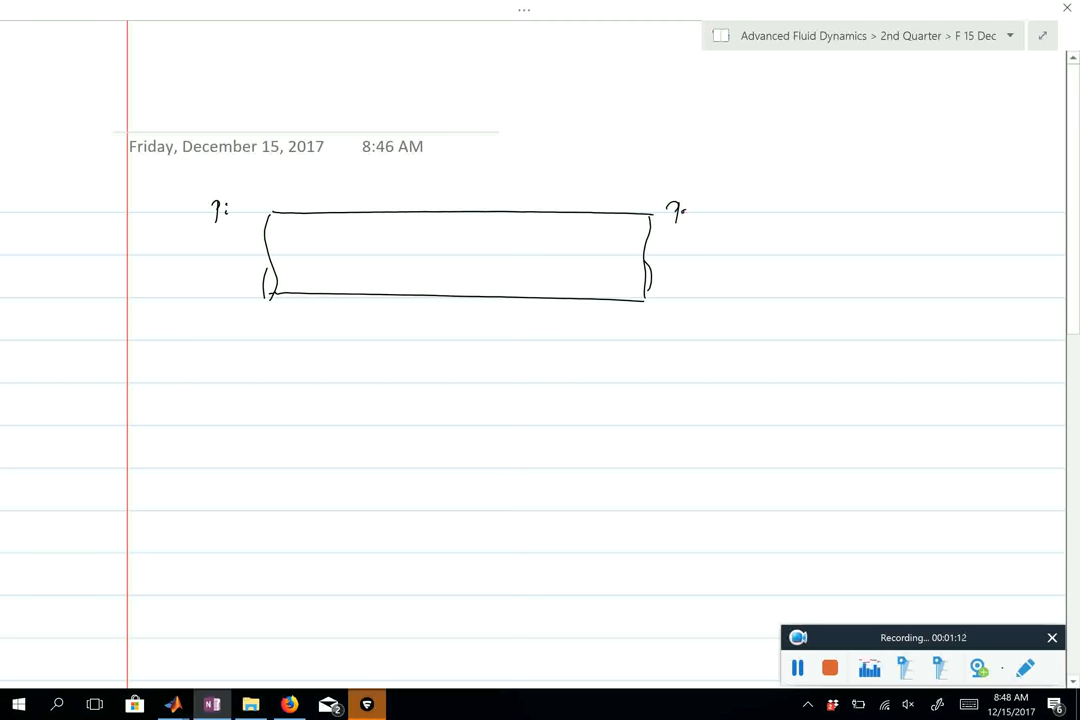 Advanced Fluid Dynamics > 2nd Quarter > F 15 Dec
Friday, December 15, 2017 8:46 AM
Pi
Recording... 00:01:12
8:48 AM
12/15/2017